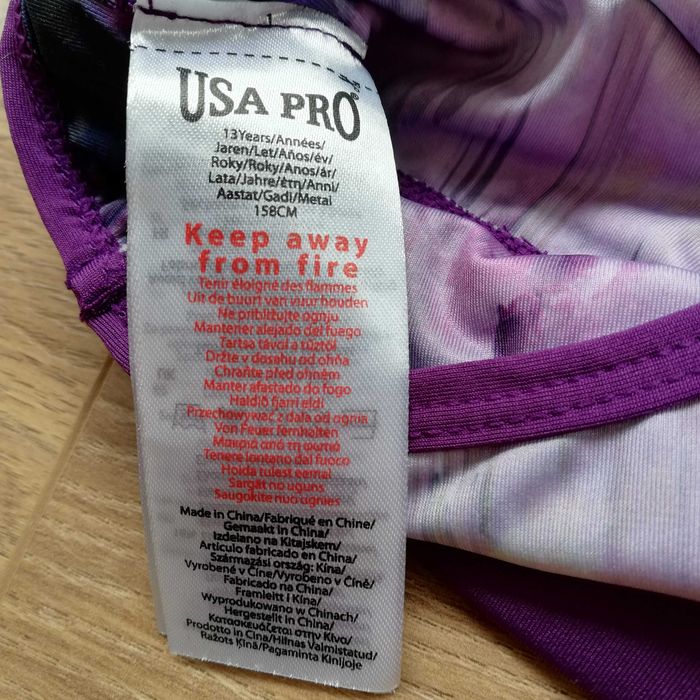 USA PRO®
13Years/Années/
Jaren/Let/Años/év/
Roky/Roky/Anos/ár/
Lata/Jahre/έτη/Anni/
Aastat/Gadi/Metai
158CM
Keep away
from fire
Tenir éloigné des flammes
Uit de buurt van vuur houden
Ne približujte ognju
Mantener alejado del fuego
Tartsa távol a tűztől
Držte v dosahu od ohňa
Chraňte před ohněm
Manter afastado do fogo
Haldið fjarri eldi
Przechowywać z dala od ognia
Von Feuer fernhalten
Μακριά από τη φωτιά
Tenere lontano dal fuoco
Hoida tulest eemal
Sargāt no uguns
Saugokite nuo ugnies
Made in China/Fabriqué en Chine/
Gemaakt in China/
Izdelano na Kitajskem/
Artículo fabricado en China/
Származási ország: Kína/
Vyrobené v Číne/Vyrobeno v Číně/
Fabricado na China/
Framleitt í Kína/
Wyprodukowano w Chinach/
Hergestellt in China/
Κατασκευάζεται στην Κίνα/
Prodotto in Cina/Hiinas Valmistatud/
Ražots Ķīnā/Pagaminta Kinijoje